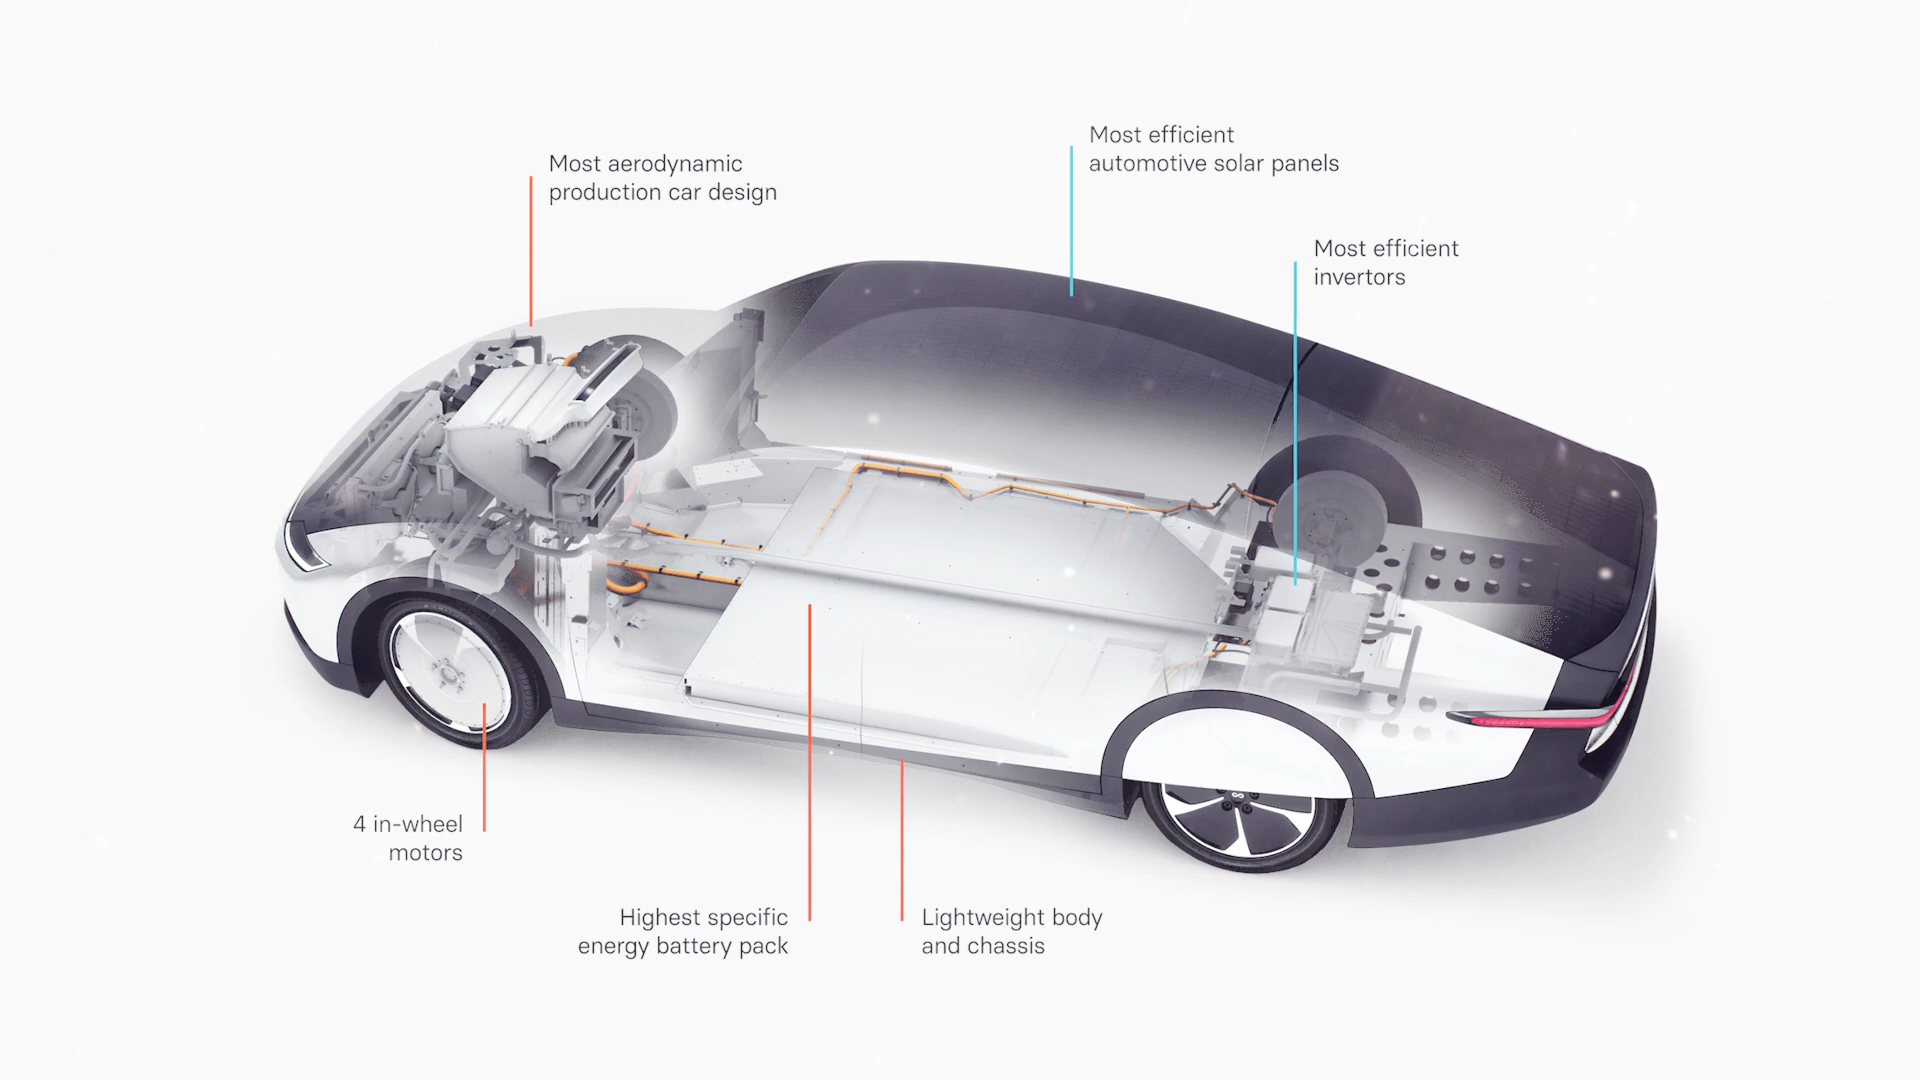 Most efficient
automotive solar panels
Most aerodynamic
production car design
Most efficient
invertors
4 in-wheel
motors
Highest specific
energy battery pack
Lightweight body
and chassis